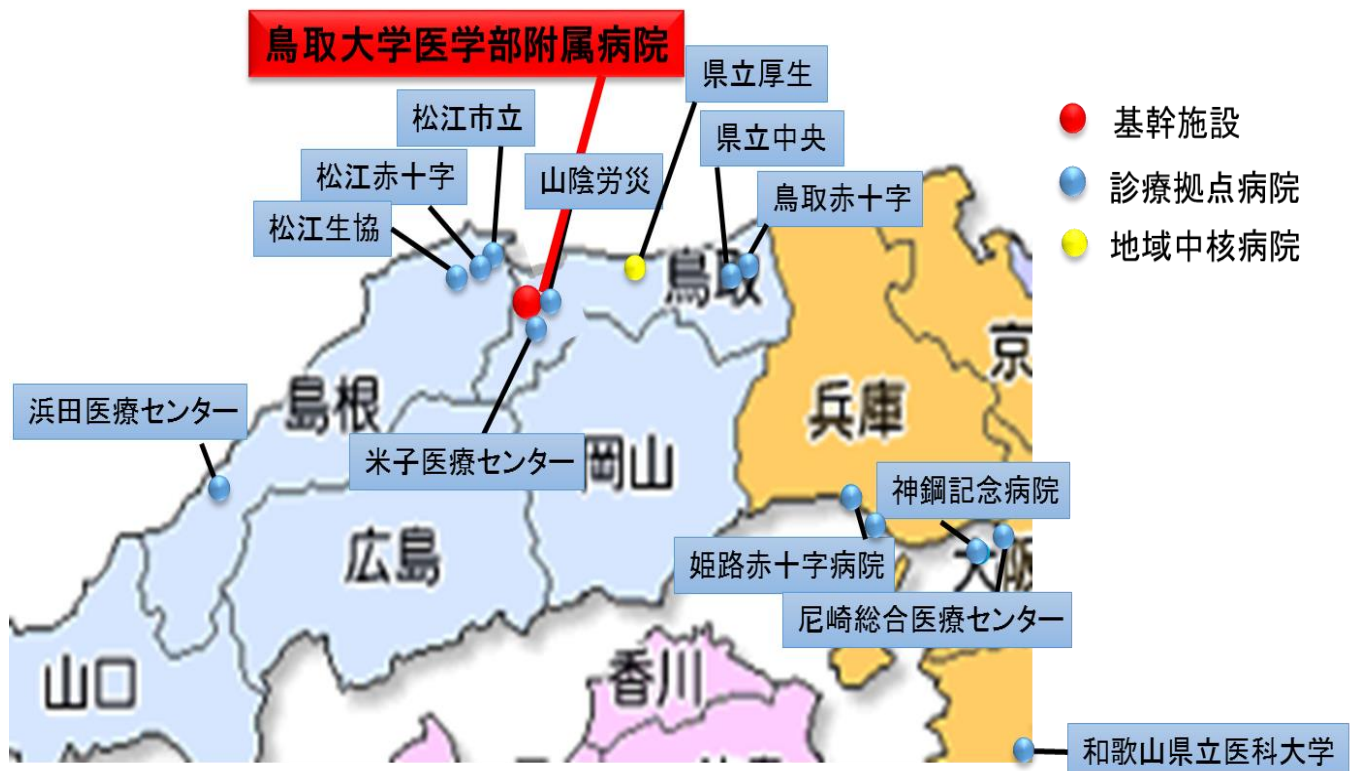 鳥取大学医学部附属病院
県立厚生
松江市立
県立中央
松江赤十字
山陰労災
鳥取赤十字
松江生協
基幹施設
診療拠点病院
地域中核病院
鳥取
京
島根
兵庫
浜田医療センター
米子医療センター
岡山
神鋼記念病院
広島
姫路赤十字病院
大阪
尼崎総合医療センター
山口
香川
和歌山県立医科大学